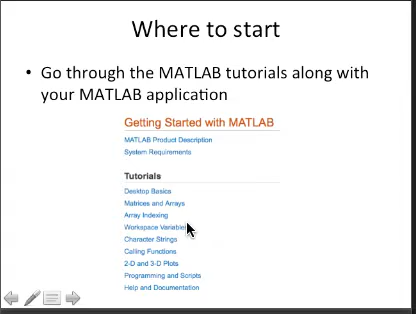 Where to start
• Go through the MATLAB tutorials along with
your MATLAB application
Getting Started with MATLAB
MATLAB Product Description
System Requirements
Tutorials
Desktop Basics
Matrices and Arrays
Array Indexing
Workspace Variables
Character Strings
Calling Functions
2-D and 3-D Plots
Programming and Scripts
Help and Documentation